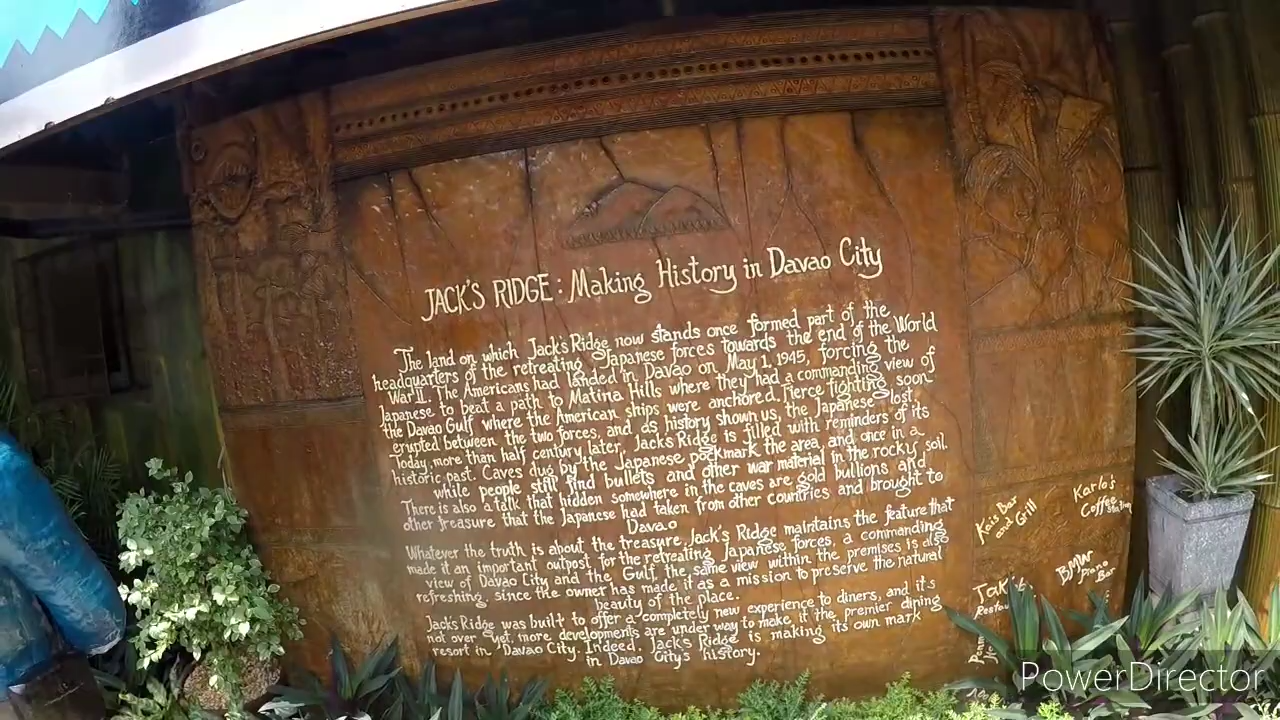 JACK'S RIDGE: Making History in Davao City
The land on which Jack's Ridge now stands once formed part of the
headquarters of the retreating Japanese forces towards the end of the World
War II. The Americans had landed in Davao on May 1, 1945, forcing the
Japanese to beat a path to Matina Hills where they had a commanding view of
the Davao Gulf where the American ships were anchored. Fierce fighting soon
erupted between the two forces, and as history shown us, the Japanese lost.
Today, more than half century later, Jack's Ridge is filled with reminders of its
historic past. Caves dug by the Japanese pockmark the area, and once in a
while people still find bullets and other war material in the rocky soil.
There is also a talk that hidden somewhere in the caves are gold bullions and
other treasure that the Japanese had taken from other countries and brought to
Davao
Whatever the truth is about the treasure, Jack's Ridge maintains the feature that
made it an important outpost for the retreating Japanese forces, a commanding
view of Davao City and the Gulf, the same view within the premises is also
refreshing, since the owner has made it as a mission to preserve the natural
beauty of the place.
Jack's Ridge was built to offer a completely new experience to diners, and it's
not over yet, more developments are under way to make it the premier dining
resort in Davao City. Indeed, Jack's Ridge is making its own mark
in Davao City's history.
Kais Bar
and Grill
Karlo's
Coffee Station
BMW
Piano
Bar
Taklobo
PowerDirector